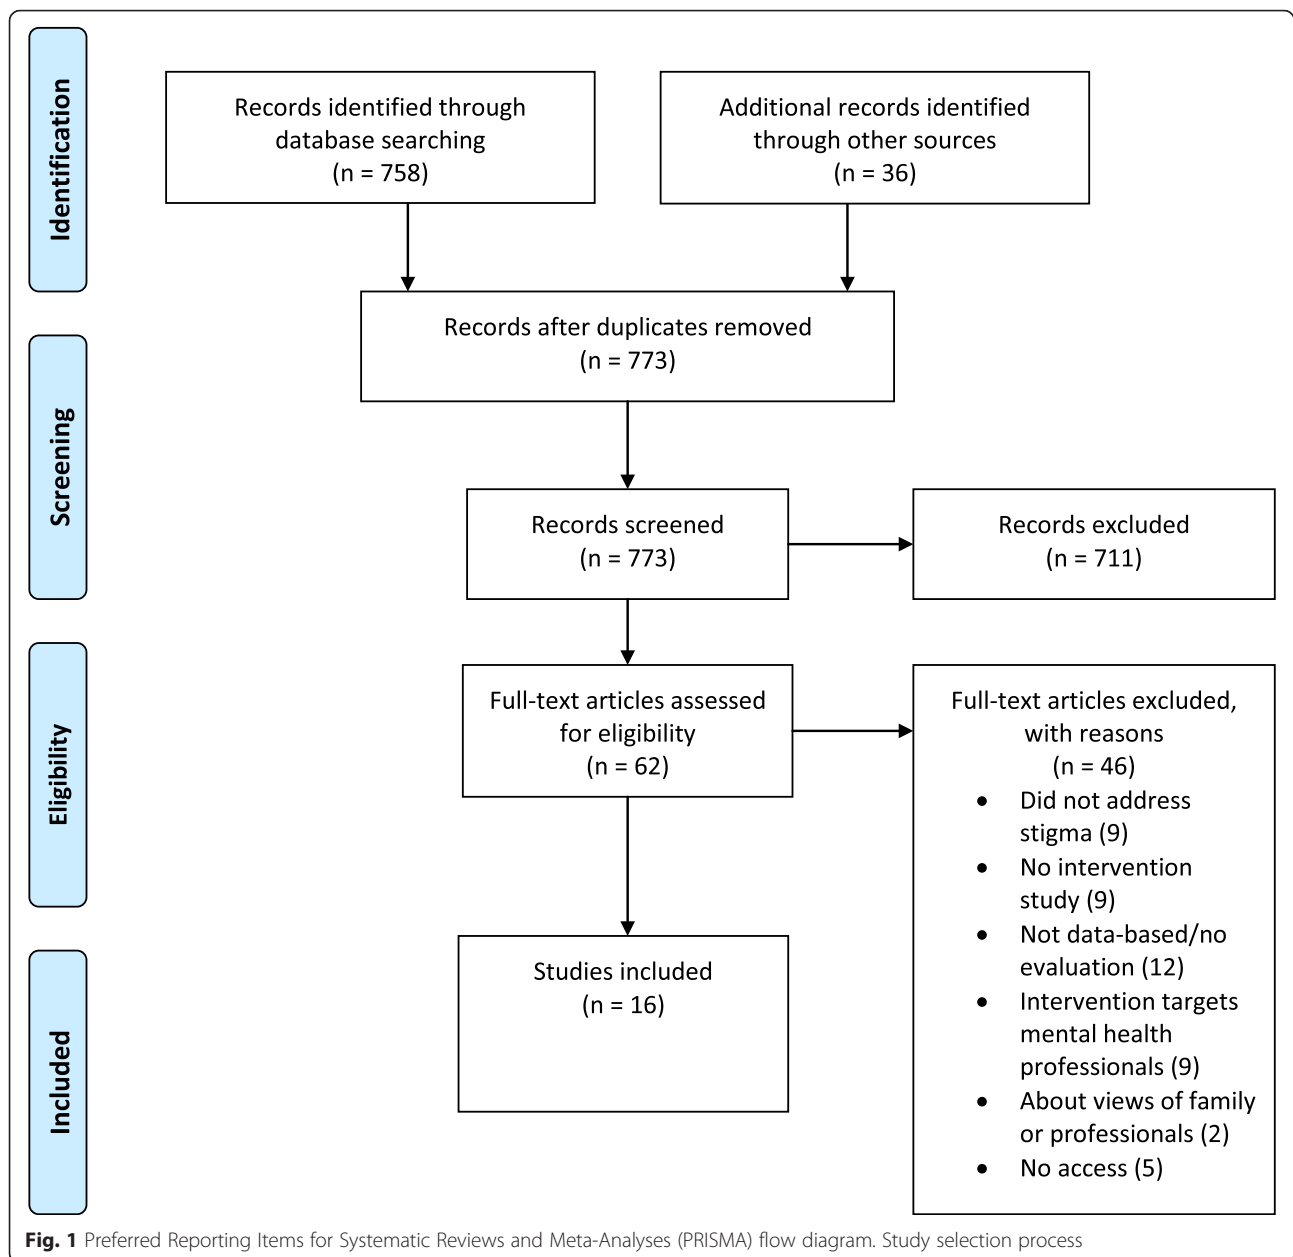 Identification
Records identified through
database searching
(n = 758)
Additional records identified
through other sources
(n = 36)
Records after duplicates removed
(n = 773)
Screening
Records screened
(n = 773)
Records excluded
(n = 711)
Eligibility
Full-text articles assessed
for eligibility
(n = 62)
Full-text articles excluded,
with reasons
(n = 46)
• Did not address
stigma (9)
• No intervention
study (9)
• Not data-based/no
evaluation (12)
• Intervention targets
mental health
professionals (9)
• About views of family
or professionals (2)
• No access (5)
Included
Studies included
(n = 16)
Fig. 1 Preferred Reporting Items for Systematic Reviews and Meta-Analyses (PRISMA) flow diagram. Study selection process